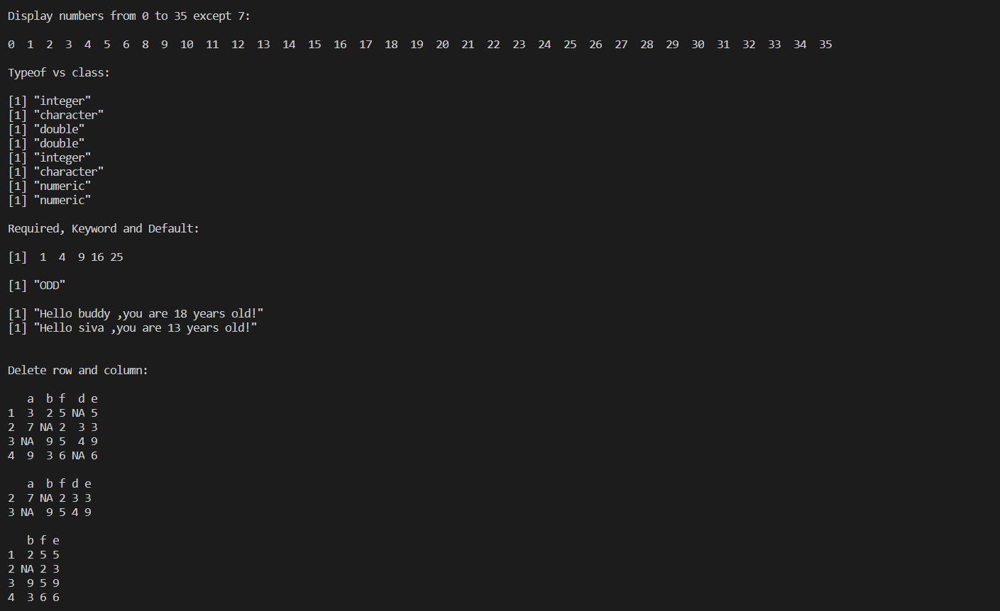 Display numbers from 0 to 35 except 7:
0  1  2  3  4  5  6  8  9  10  11  12  13  14  15  16  17  18  19  20  21  22  23  24  25  26  27  28  29  30  31  32  33  34  35
Typeof vs class:
[1] "integer"
[1] "character"
[1] "double"
[1] "double"
[1] "integer"
[1] "character"
[1] "numeric"
[1] "numeric"
Required, Keyword and Default:
[1]  1  4  9 16 25
[1] "ODD"
[1] "Hello buddy ,you are 18 years old!"
[1] "Hello siva ,you are 13 years old!"
Delete row and column:
   a  b f  d e
1  3  2 5 NA 5
2  7 NA 2  3 3
3 NA  9 5  4 9
4  9  3 6 NA 6
   a  b f d e
2  7 NA 2 3 3
3 NA  9 5 4 9
   b f e
1  2 5 5
2 NA 2 3
3  9 5 9
4  3 6 6